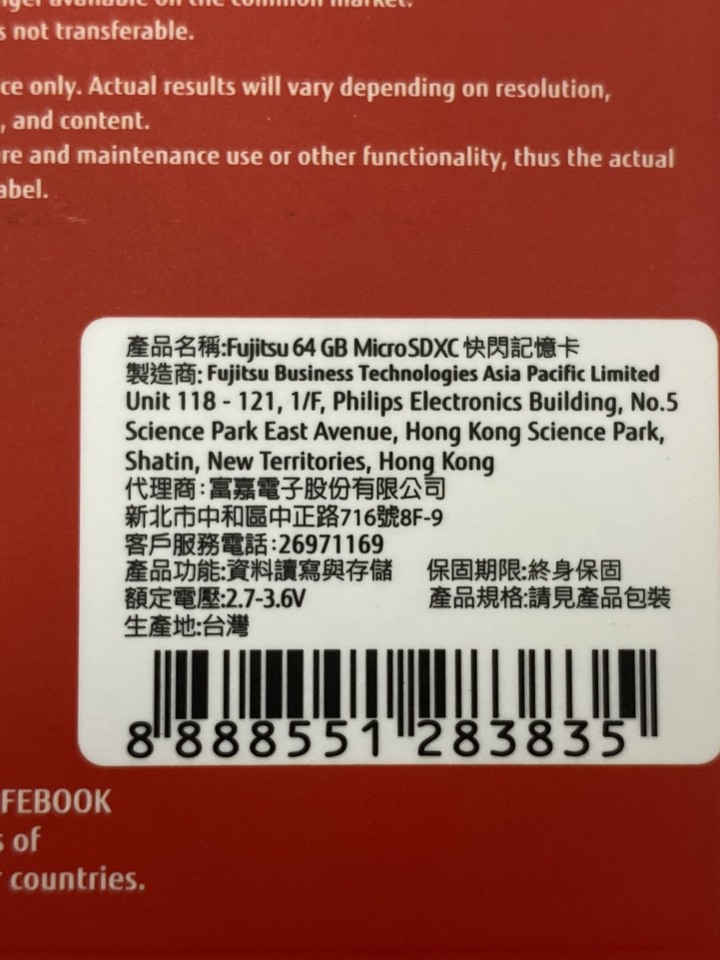 available on the common market.
s not transferable.
ce only. Actual results will vary depending on resolution,
, and content.
re and maintenance use or other functionality, thus the actual
abel.
產品名稱:Fujitsu 64 GB MicroSDXC 快閃記憶卡
製造商: Fujitsu Business Technologies Asia Pacific Limited
Unit 118 - 121, 1/F, Philips Electronics Building, No.5
Science Park East Avenue, Hong Kong Science Park,
Shatin, New Territories, Hong Kong
代理商:富嘉電子股份有限公司
新北市中和區中正路716號8F-9
客戶服務電話:26971169
產品功能:資料讀寫與存儲 保固期限:終身保固
額定電壓:2.7-3.6V 產品規格:請見產品包裝
生產地:台灣
8 888551 283835
FEBOOK
s of
r countries.